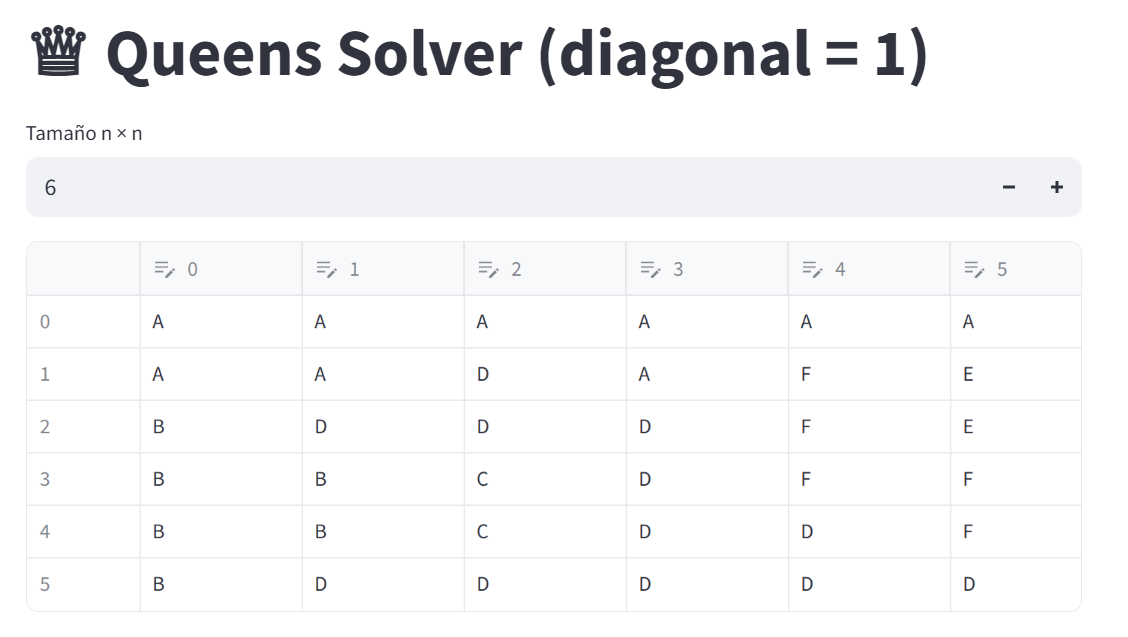 Queens Solver (diagonal = 1)
Tamaño n × n
6 − +
0 1 2 3 4 5
0 A A A A A A
1 A A D A F E
2 B D D D F E
3 B B C D F F
4 B B C D D F
5 B D D D D D